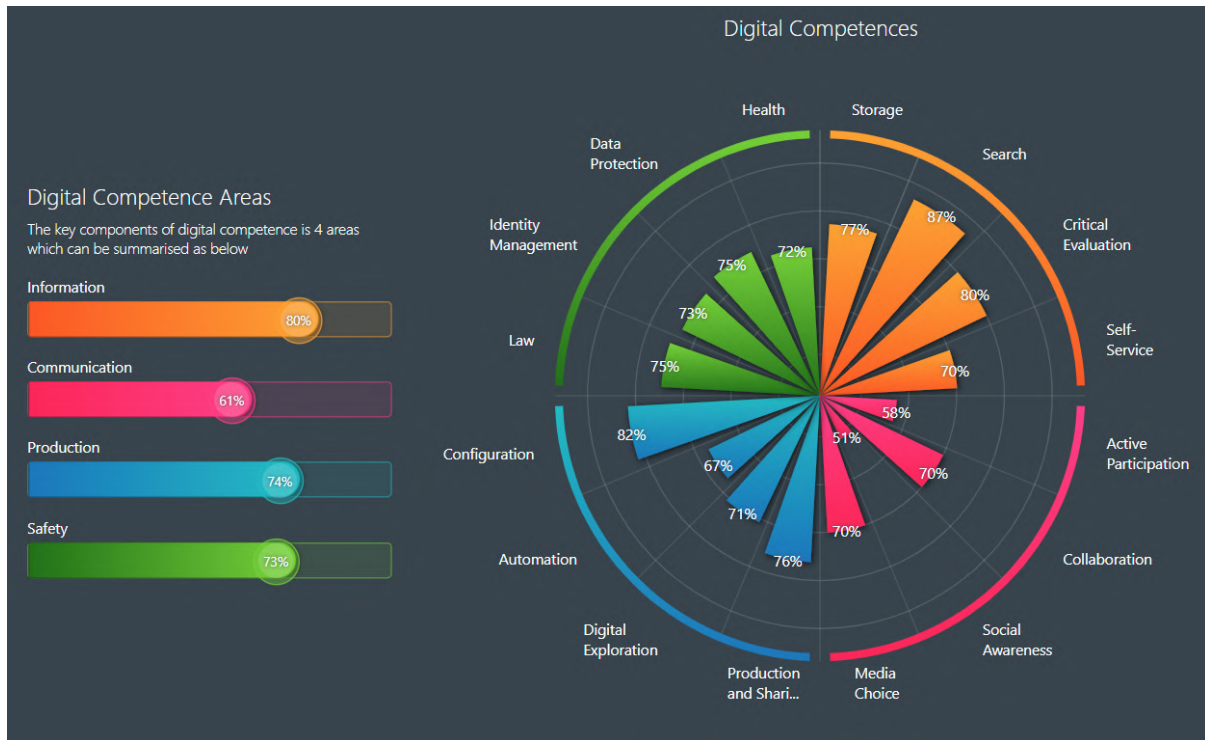 Digital Competences
Digital Competence Areas
The key components of digital competence is 4 areas
which can be summarised as below
Information
80%
Communication
61%
Production
74%
Safety
73%
Health
Storage
Search
Critical
Evaluation
Self-
Service
Active
Participation
Collaboration
Social
Awareness
Media
Choice
Production
and Shari...
Digital
Exploration
Automation
Configuration
Law
Identity
Management
Data
Protection
72%
77%
87%
80%
70%
58%
70%
51%
70%
76%
71%
67%
82%
75%
73%
75%